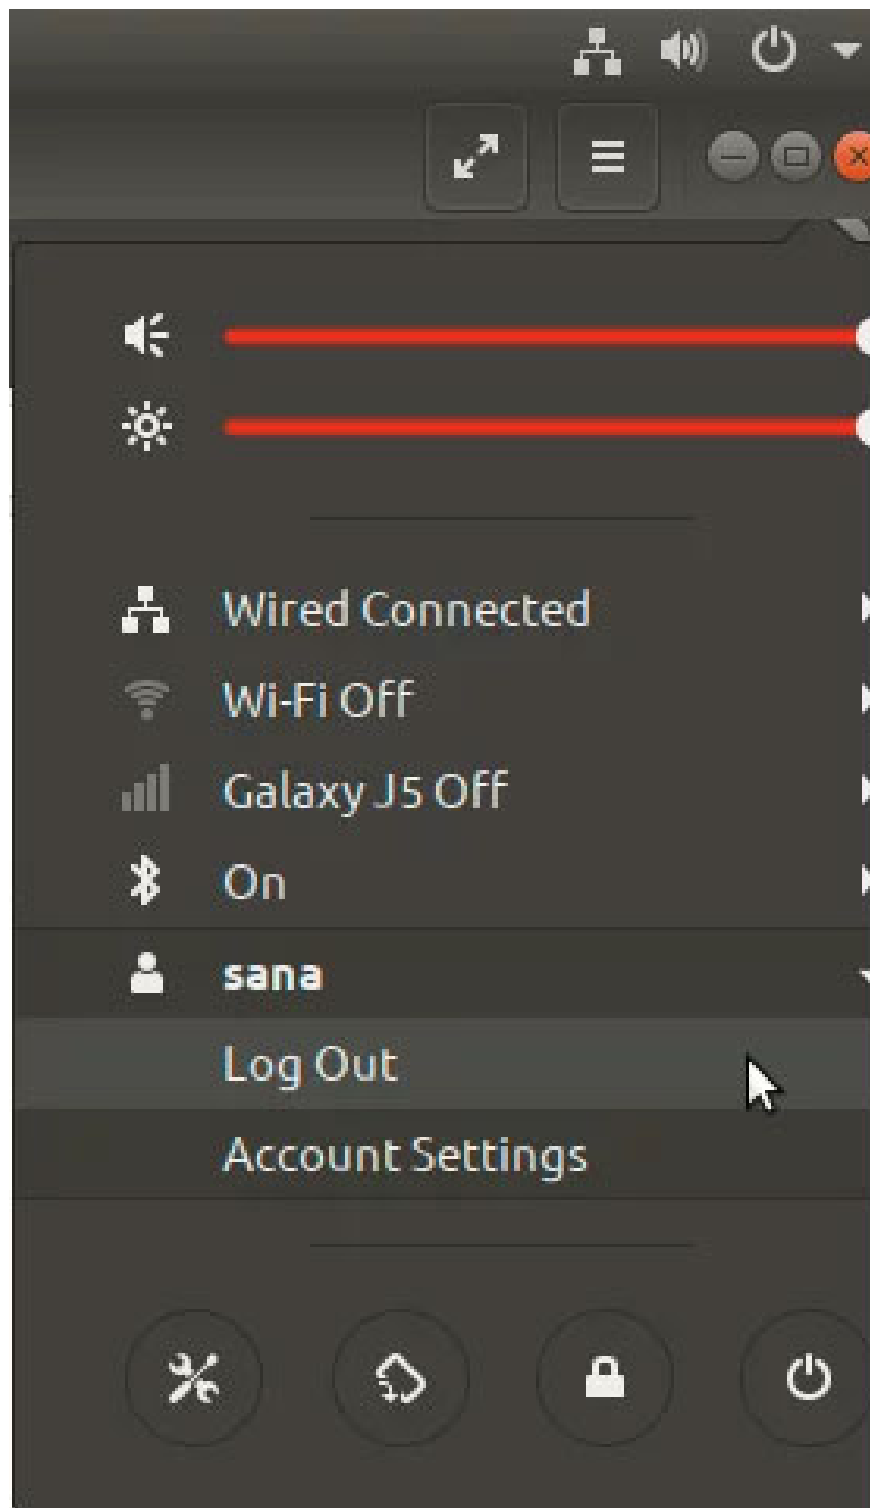 Wired Connected
Wi-Fi Off
Galaxy J5 Off
On
sana
Log Out
Account Settings